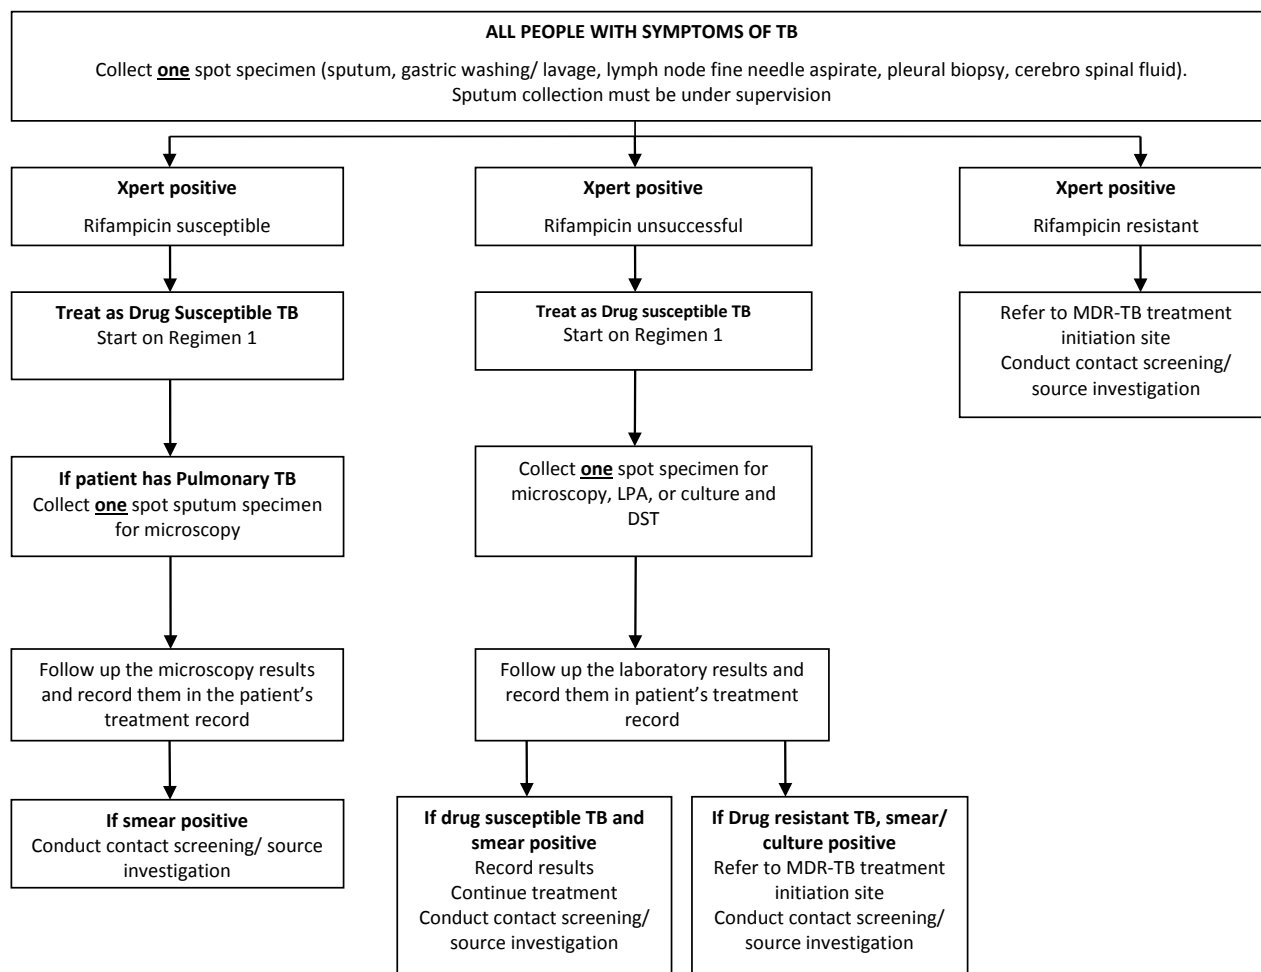 ALL PEOPLE WITH SYMPTOMS OF TB
Collect one spot specimen (sputum, gastric washing/ lavage, lymph node fine needle aspirate, pleural biopsy, cerebro spinal fluid).
Sputum collection must be under supervision
Xpert positive
Rifampicin susceptible
Xpert positive
Rifampicin unsuccessful
Xpert positive
Rifampicin resistant
Treat as Drug Susceptible TB
Start on Regimen 1
Treat as Drug susceptible TB
Start on Regimen 1
Refer to MDR-TB treatment
initiation site
Conduct contact screening/
source investigation
If patient has Pulmonary TB
Collect one spot sputum specimen
for microscopy
Collect one spot specimen for
microscopy, LPA, or culture and
DST
Follow up the microscopy results
and record them in the patient’s
treatment record
Follow up the laboratory results and
record them in patient’s treatment
record
If smear positive
Conduct contact screening/ source
investigation
If drug susceptible TB and
smear positive
Record results
Continue treatment
Conduct contact screening/
source investigation
If Drug resistant TB, smear/
culture positive
Refer to MDR-TB treatment
initiation site
Conduct contact screening/
source investigation